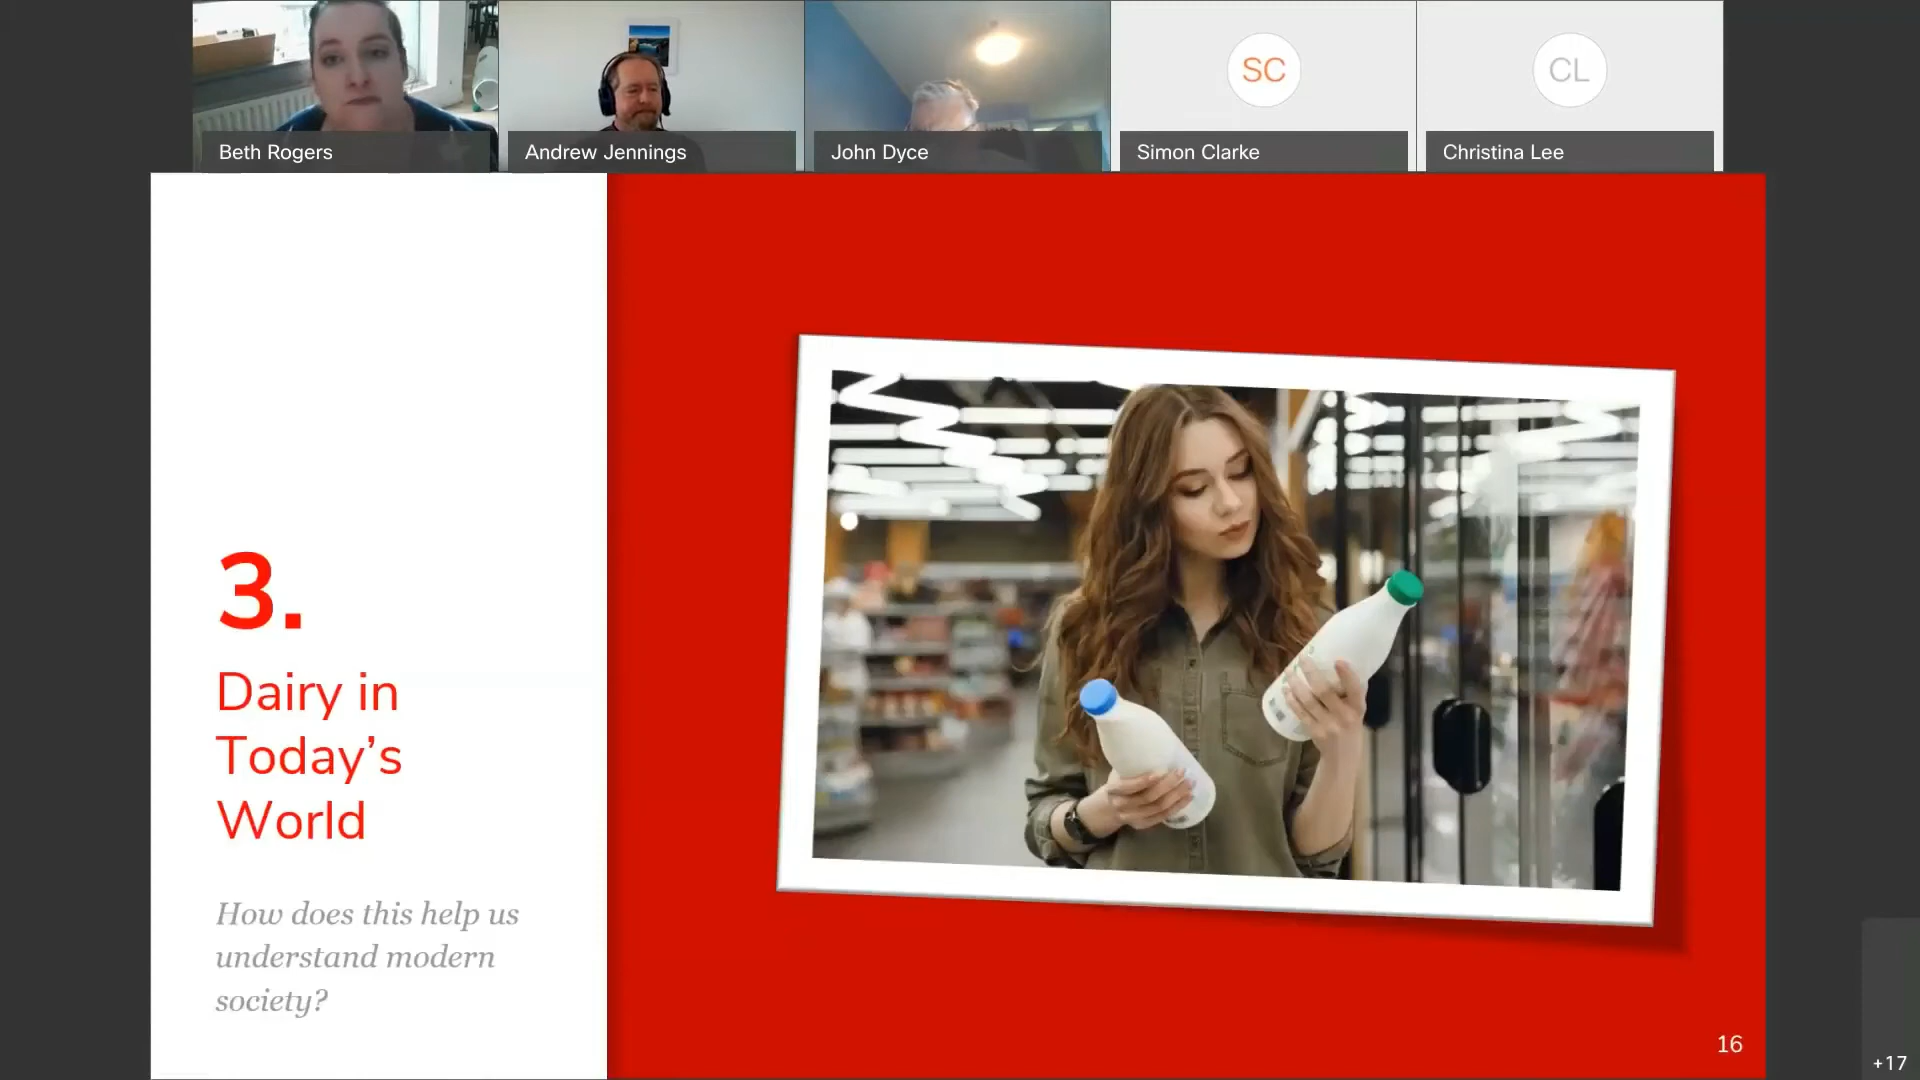 Beth Rogers
Andrew Jennings
John Dyce
SC
Simon Clarke
CL
Christina Lee
3.
Dairy in
Today’s
World
How does this help us
understand modern
society?
16
+17